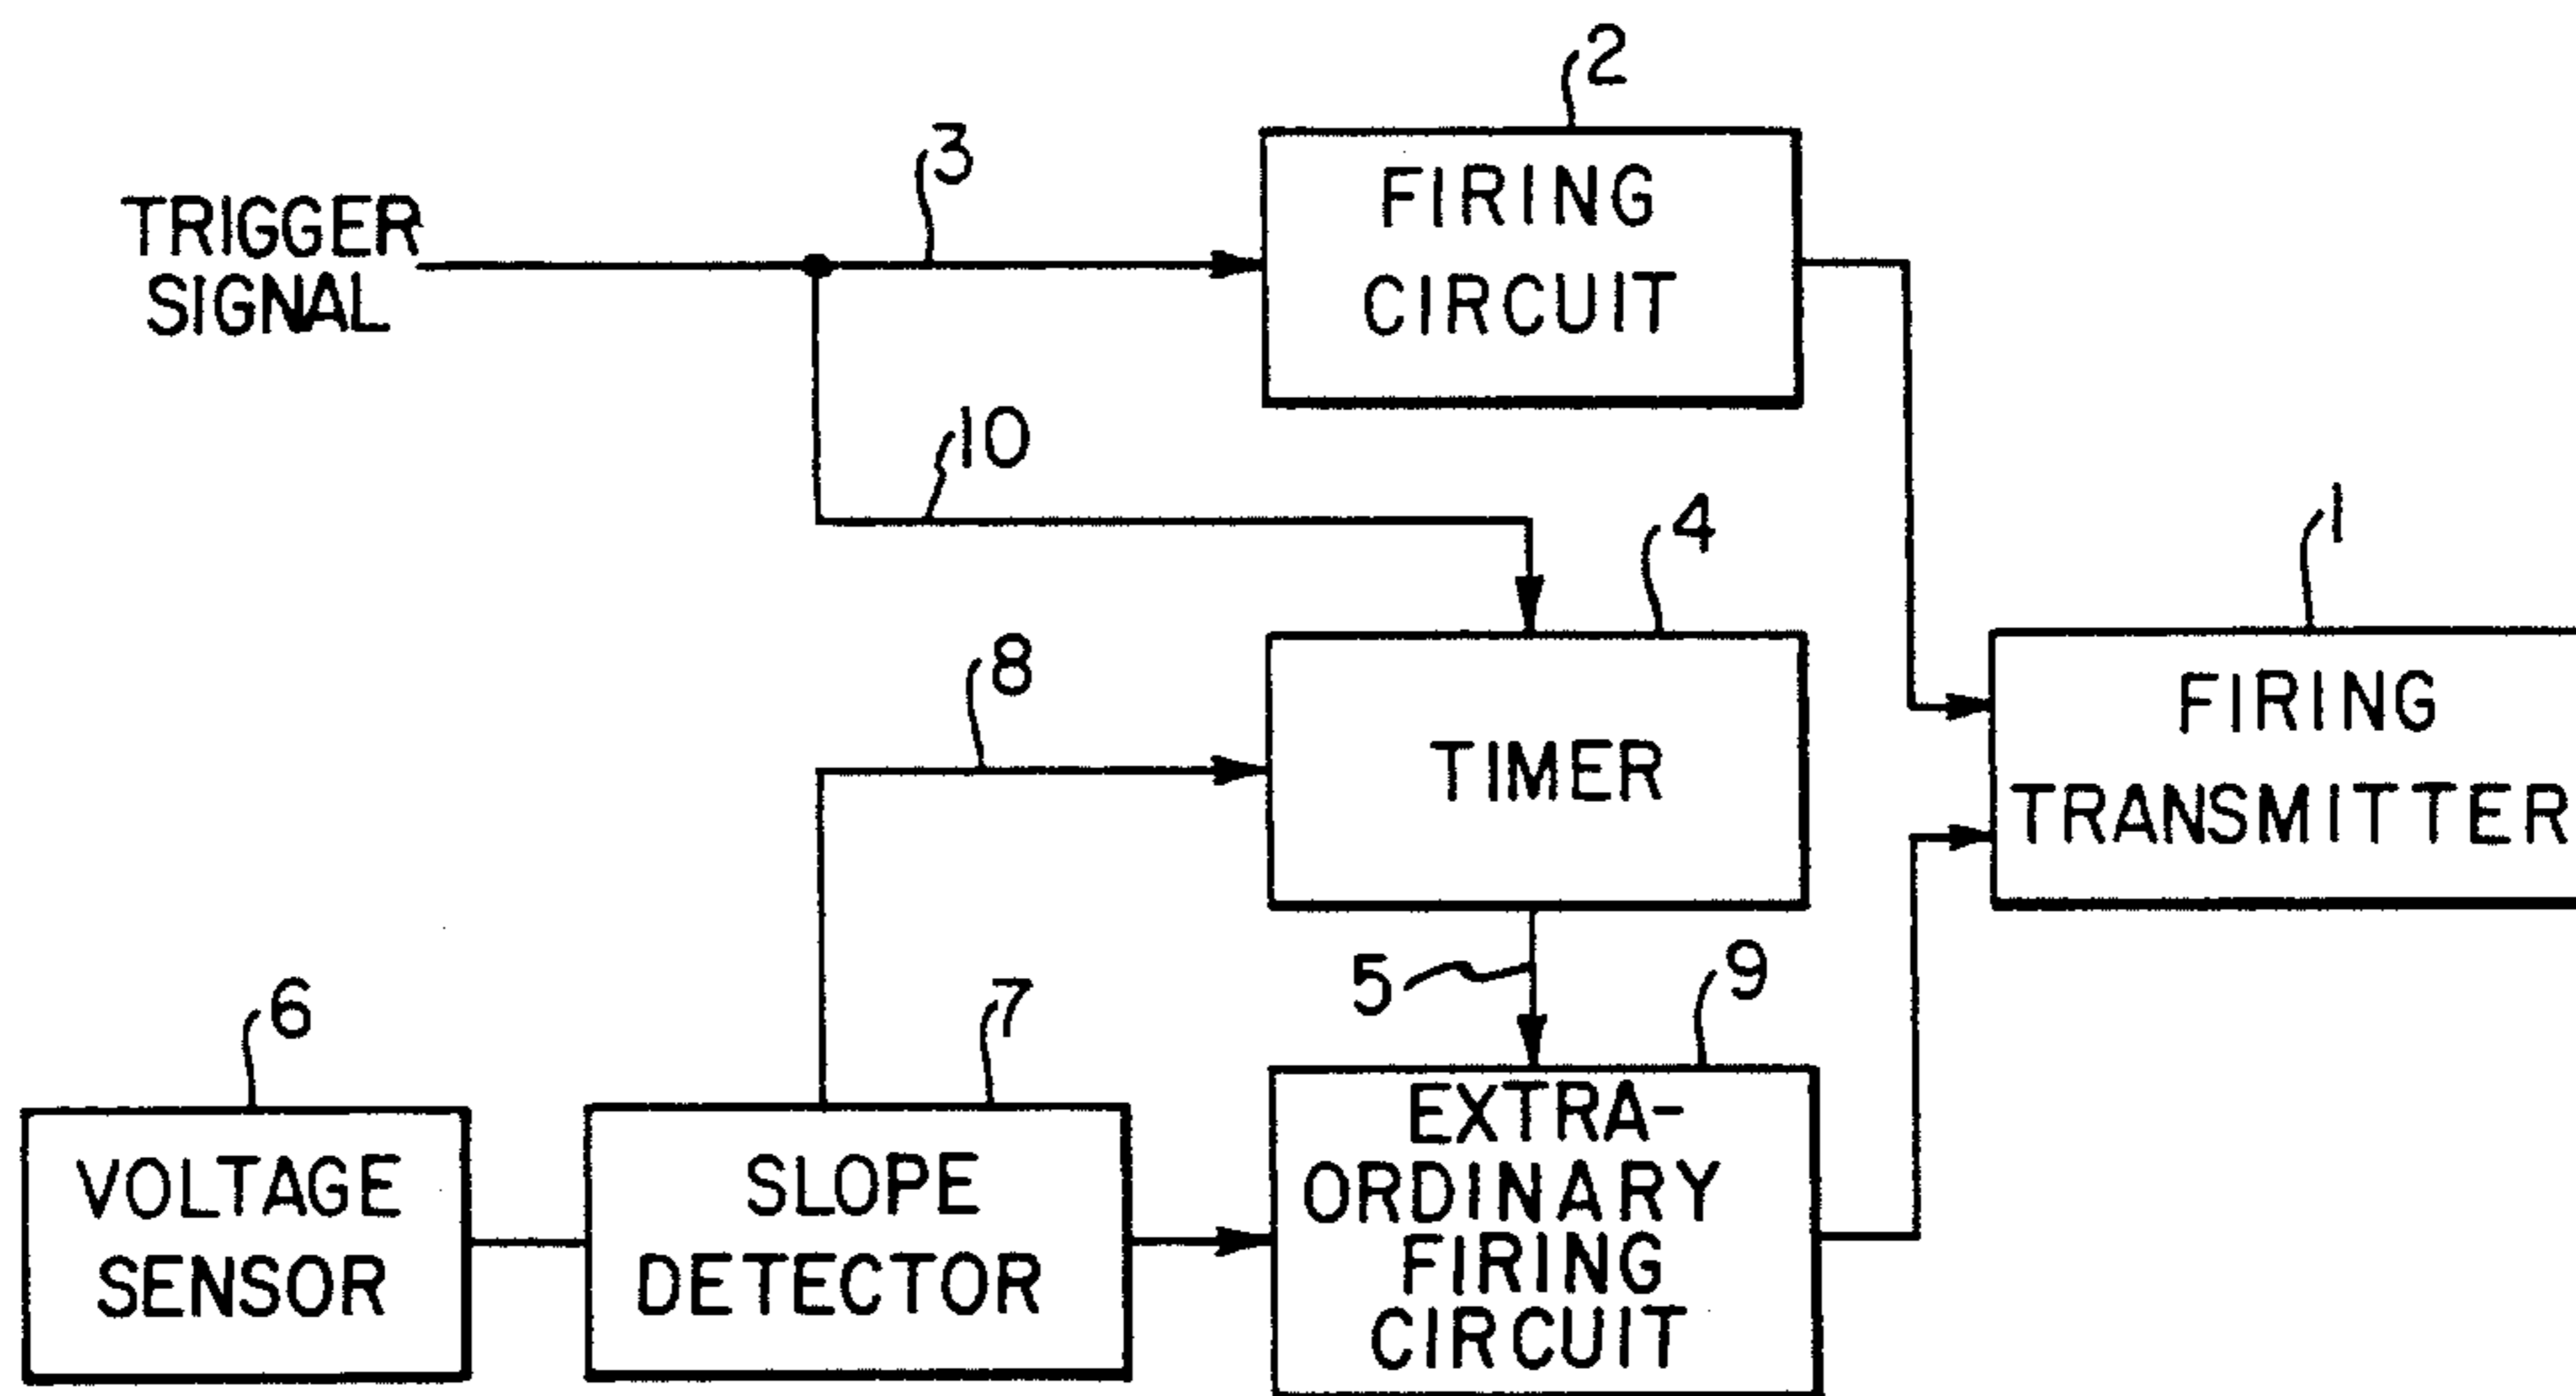 2
3
TRIGGER
SIGNAL
FIRING
CIRCUIT
10
4
1
8
TIMER
FIRING
TRANSMITTER
5
9
6
7
VOLTAGE
SENSOR
SLOPE
DETECTOR
EXTRA-
ORDINARY
FIRING
CIRCUIT